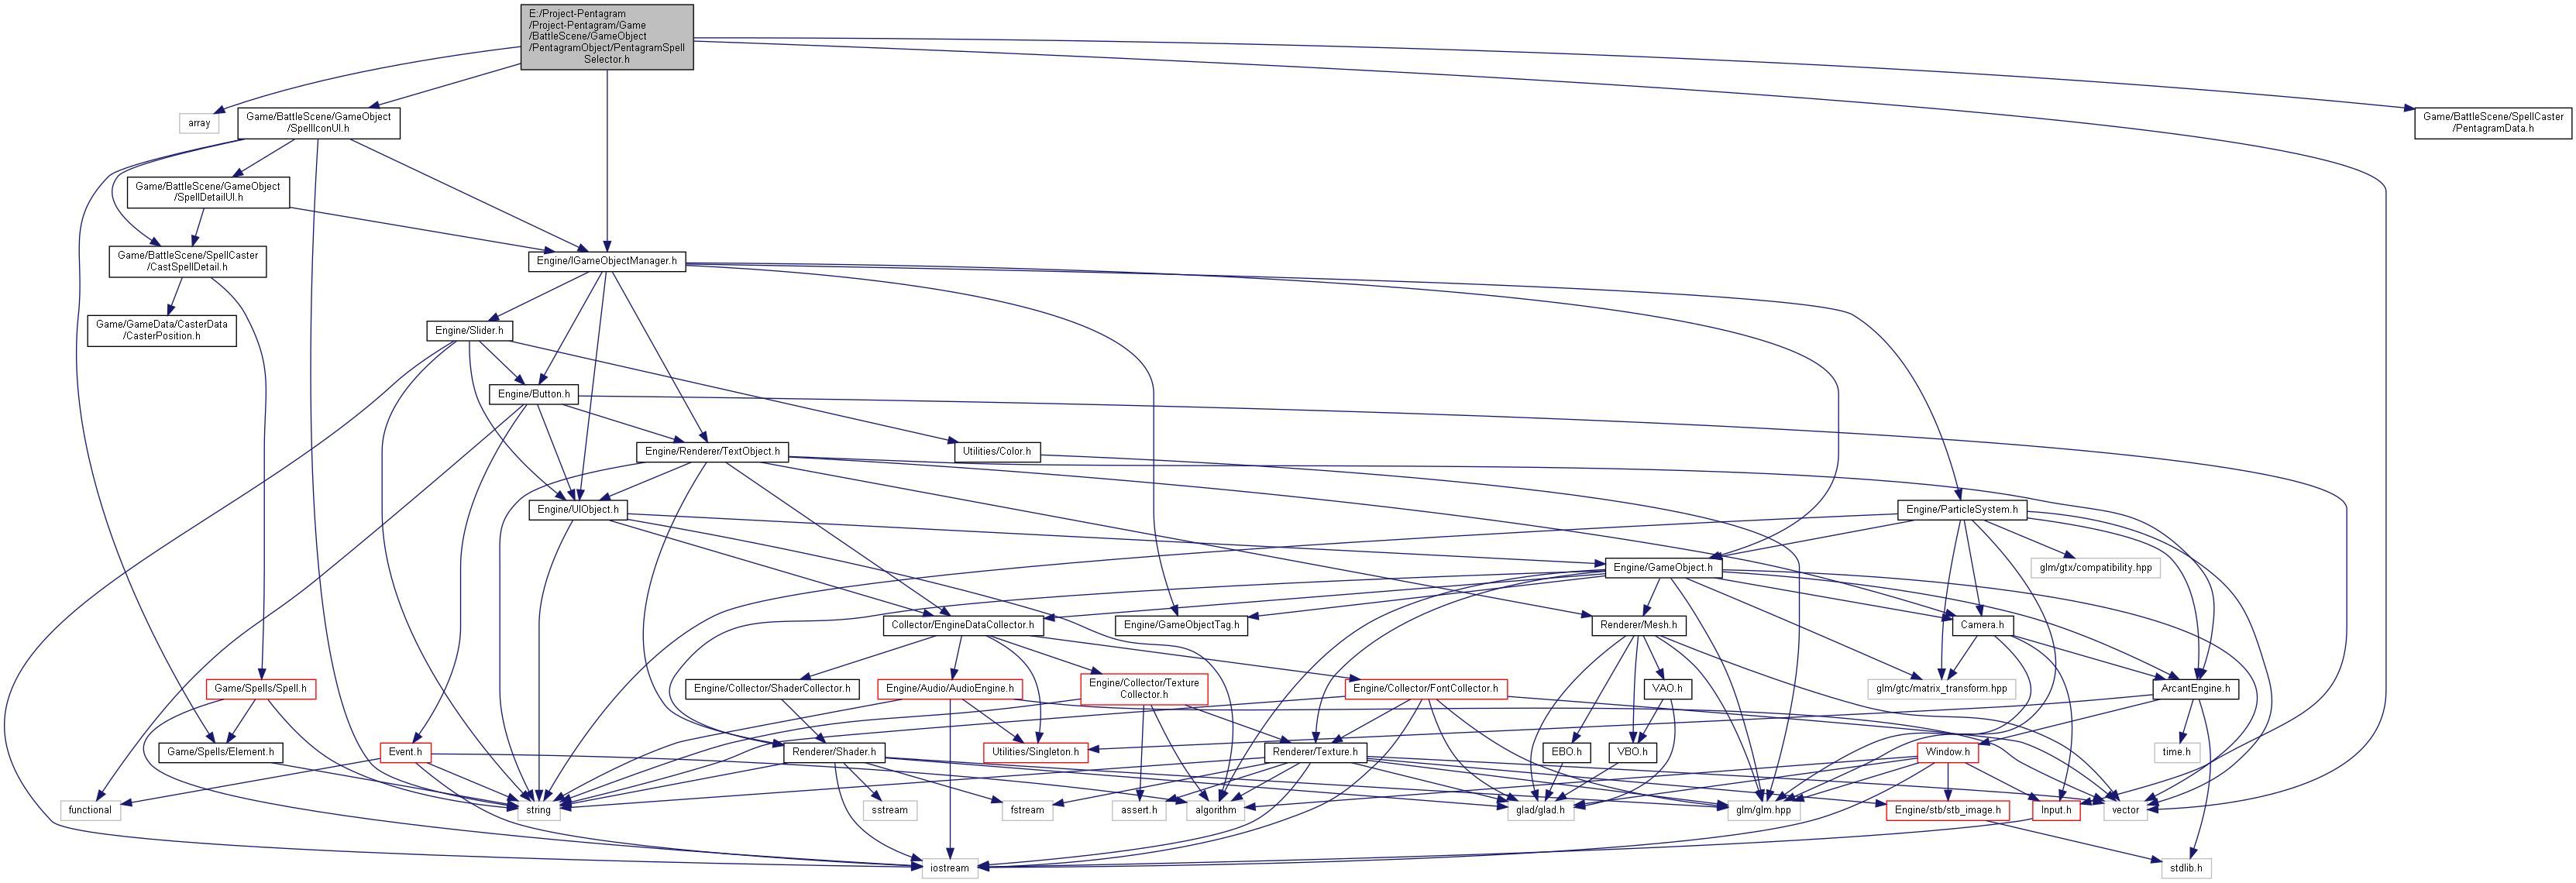 E:/Project-Pentagram
/Project-Pentagram/Game
/BattleScene/GameObject
/PentagramObject/PentagramSpell
Selector.h
array
Game/BattleScene/GameObject
/SpellIconUI.h
Game/BattleScene/SpellCaster
/PentagramData.h
Game/BattleScene/GameObject
/SpellDetailUI.h
Game/BattleScene/SpellCaster
/CastSpellDetail.h
Engine/IGameObjectManager.h
Game/GameData/CasterData
/CasterPosition.h
Engine/Slider.h
Engine/Button.h
Engine/Renderer/TextObject.h
Utilities/Color.h
Engine/UIObject.h
Engine/ParticleSystem.h
Engine/GameObject.h
glm/gtx/compatibility.hpp
Collector/EngineDataCollector.h
Engine/GameObjectTag.h
Renderer/Mesh.h
Camera.h
Game/Spells/Spell.h
Engine/Collector/ShaderCollector.h
Engine/Audio/AudioEngine.h
Engine/Collector/Texture
Collector.h
Engine/Collector/FontCollector.h
VAO.h
glm/gtc/matrix_transform.hpp
ArcantEngine.h
Game/Spells/Element.h
Event.h
Renderer/Shader.h
Utilities/Singleton.h
Renderer/Texture.h
EBO.h
VBO.h
Window.h
time.h
functional
string
sstream
fstream
assert.h
algorithm
glad/glad.h
glm/glm.hpp
Engine/stb/stb_image.h
Input.h
vector
iostream
stdlib.h